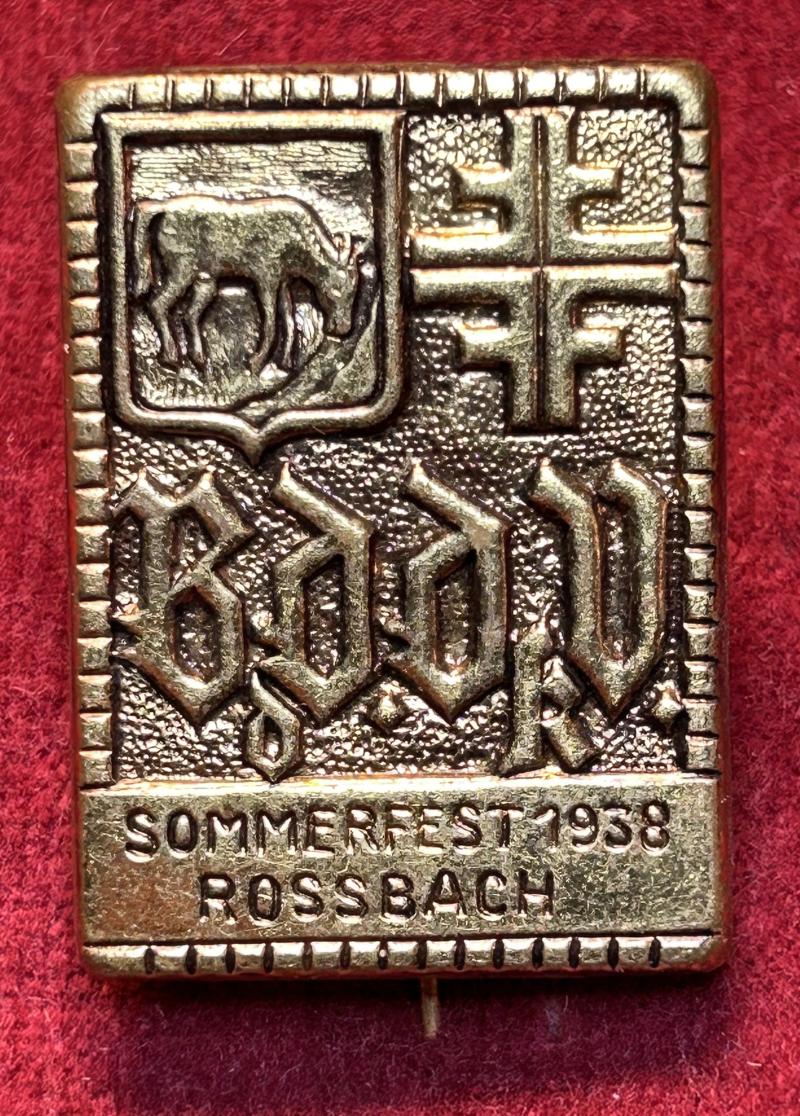 B.d.d.V.
d K
SOMMERFEST 1938
ROSSBACH